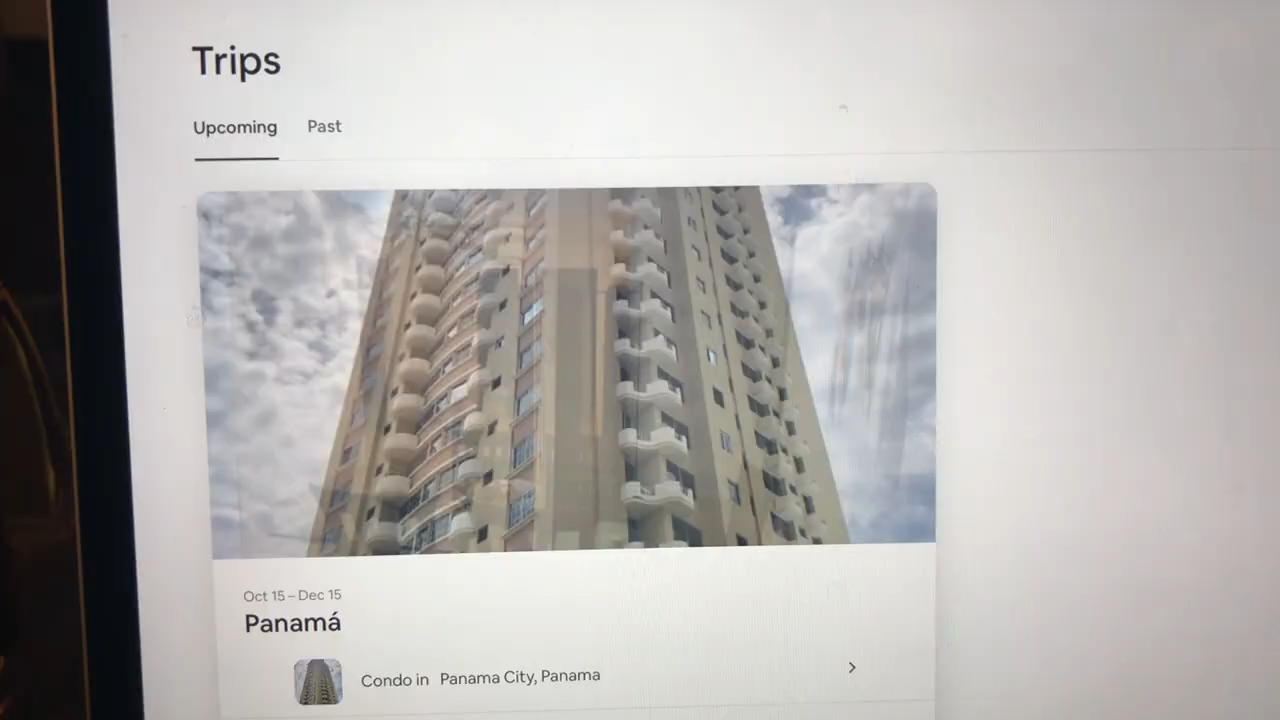 Trips
Upcoming Past
Oct 15 – Dec 15
Panamá
Condo in Panama City, Panama